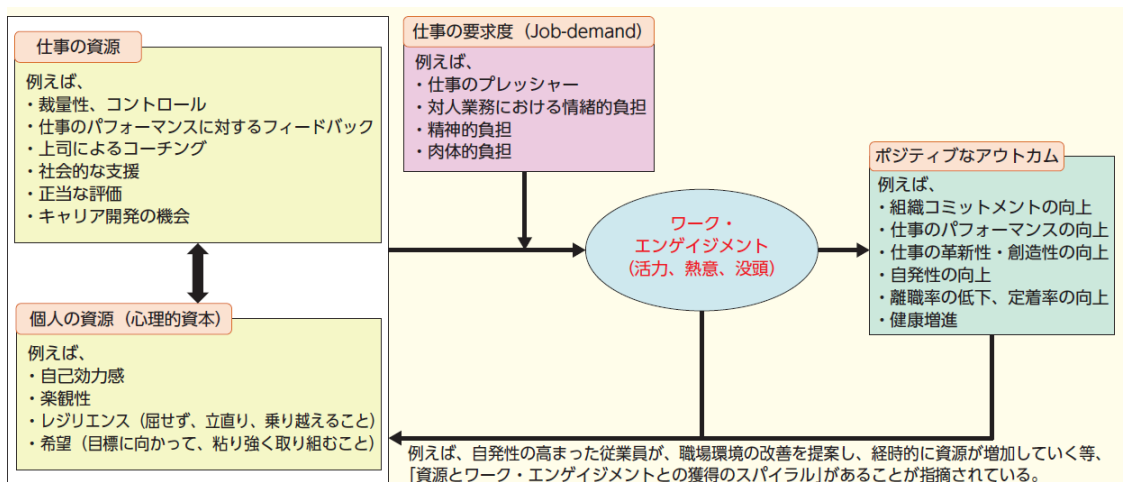 仕事の資源
例えば、
・裁量性、コントロール
・仕事のパフォーマンスに対するフィードバック
・上司によるコーチング
・社会的な支援
・正当な評価
・キャリア開発の機会
個人の資源（心理的資本）
例えば、
・自己効力感
・楽観性
・レジリエンス（屈せず、立直り、乗り越えること）
・希望（目標に向かって、粘り強く取り組むこと）
仕事の要求度（Job-demand）
例えば、
・仕事のプレッシャー
・対人業務における情緒的負担
・精神的負担
・肉体的負担
ワーク・
エンゲイジメント
（活力、熱意、没頭）
ポジティブなアウトカム
例えば、
・組織コミットメントの向上
・仕事のパフォーマンスの向上
・仕事の革新性・創造性の向上
・自発性の向上
・離職率の低下、定着率の向上
・健康増進
例えば、自発性の高まった従業員が、職場環境の改善を提案し、経時的に資源が増加していく等、
「資源とワーク・エンゲイジメントとの獲得のスパイラル」があることが指摘されている。